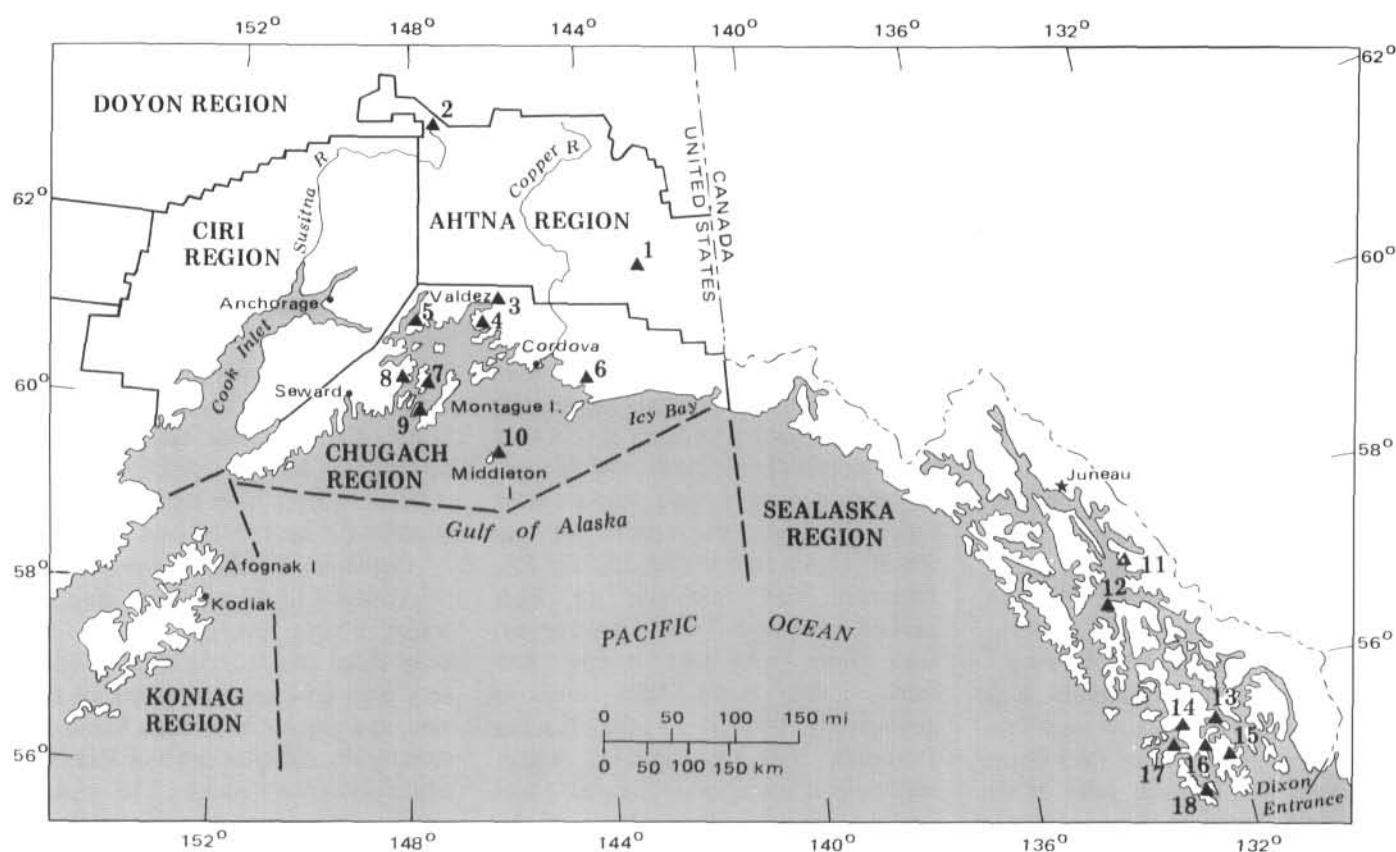 152° 148° 144° 140° 136° 132°
62°
DOYON REGION
2
Copper R
Susitna R
UNITED STATES
CANADA
62°
AHTNA REGION
CIRI
REGION
1
60°
Anchorage
Valdez
3
5
4
Cook Inlet
Cordova
60°
8
7
6
Seward
9
Montague I.
Icy Bay
10
CHUGACH
REGION
Middleton
I
58°
Juneau
Gulf of Alaska
SEALASKA
REGION
58°
Afognak I
Kodiak
11
12
PACIFIC OCEAN
56°
KONIAG
REGION
0 50 100 150 mi
0 50 100 150 km
14
13
15
17
16
18
56°
Dixon
Entrance
152° 148° 144° 140° 136° 132°